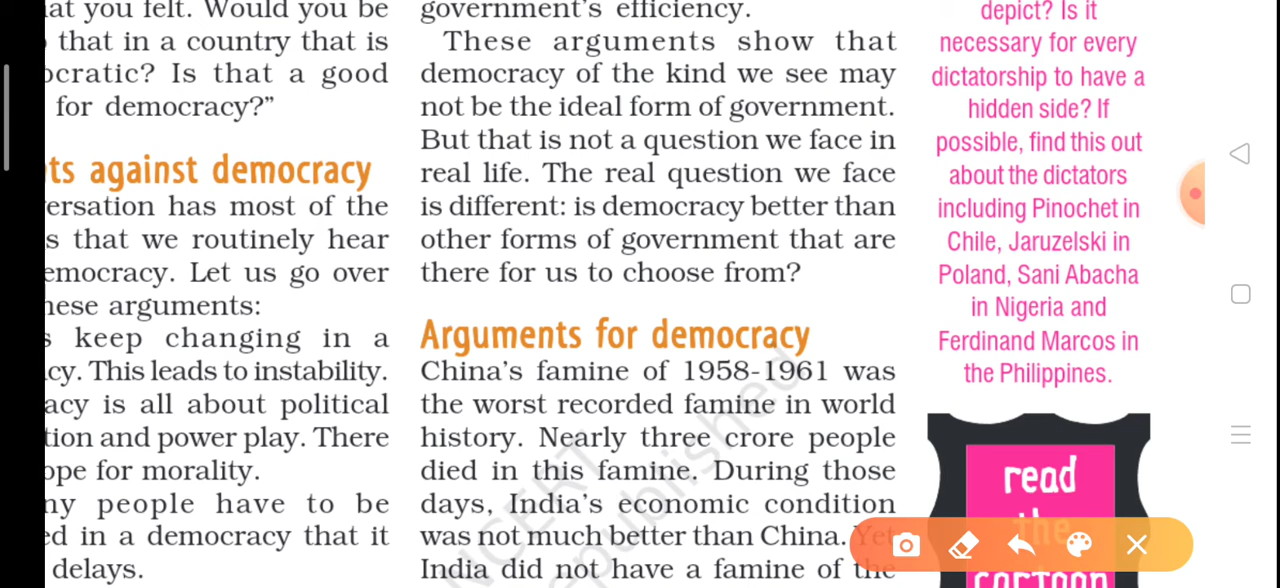 at you felt. Would you be
that in a country that is
ocratic? Is that a good
for democracy?"
ts against democracy
ersation has most of the
s that we routinely hear
emocracy. Let us go over
hese arguments:
s keep changing in a
cy. This leads to instability.
acy is all about political
tion and power play. There
ope for morality.
ny people have to be
ed in a democracy that it
delays.
government's efficiency.
These arguments show that
democracy of the kind we see may
not be the ideal form of government.
But that is not a question we face in
real life. The real question we face
is different: is democracy better than
other forms of government that are
there for us to choose from?
Arguments for democracy
China's famine of 1958-1961 was
the worst recorded famine in world
history. Nearly three crore people
died in this famine. During those
days, India's economic condition
was not much better than China. Yet
India did not have a famine of the
depict? Is it
necessary for every
dictatorship to have a
hidden side? If
possible, find this out
about the dictators
including Pinochet in
Chile, Jaruzelski in
Poland, Sani Abacha
in Nigeria and
Ferdinand Marcos in
the Philippines.
read
the
cartoon
NCERT
republished